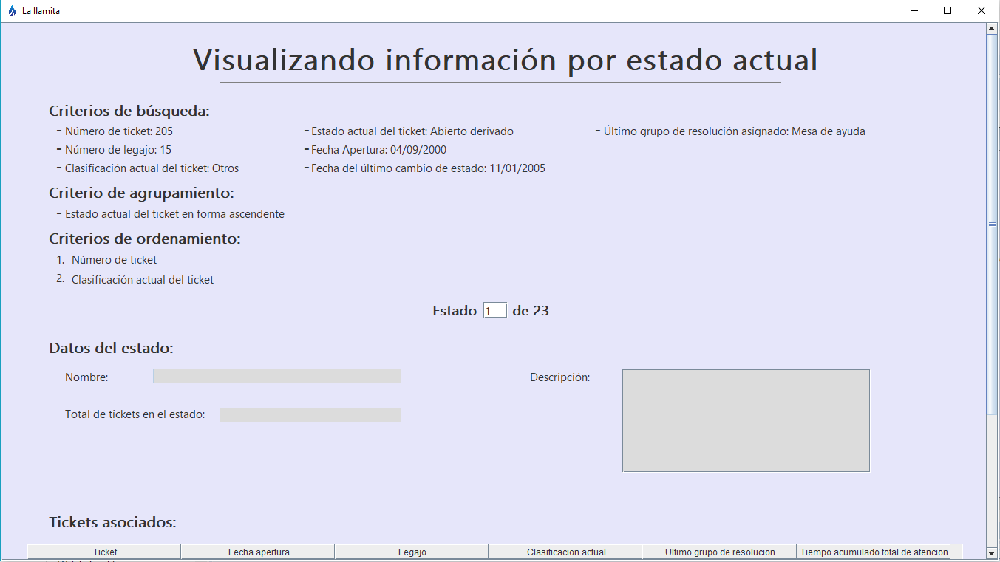 La llamita
Visualizando información por estado actual
Criterios de búsqueda:
- Número de ticket: 205
- Estado actual del ticket: Abierto derivado
- Último grupo de resolución asignado: Mesa de ayuda
- Número de legajo: 15
- Fecha Apertura: 04/09/2000
- Clasificación actual del ticket: Otros
- Fecha del último cambio de estado: 11/01/2005
Criterio de agrupamiento:
- Estado actual del ticket en forma ascendente
Criterios de ordenamiento:
1. Número de ticket
2. Clasificación actual del ticket
Estado 1 de 23
Datos del estado:
Nombre:
Descripción:
Total de tickets en el estado:
Tickets asociados:
Ticket Fecha apertura Legajo Clasificacion actual Ultimo grupo de resolucion Tiempo acumulado total de atencion